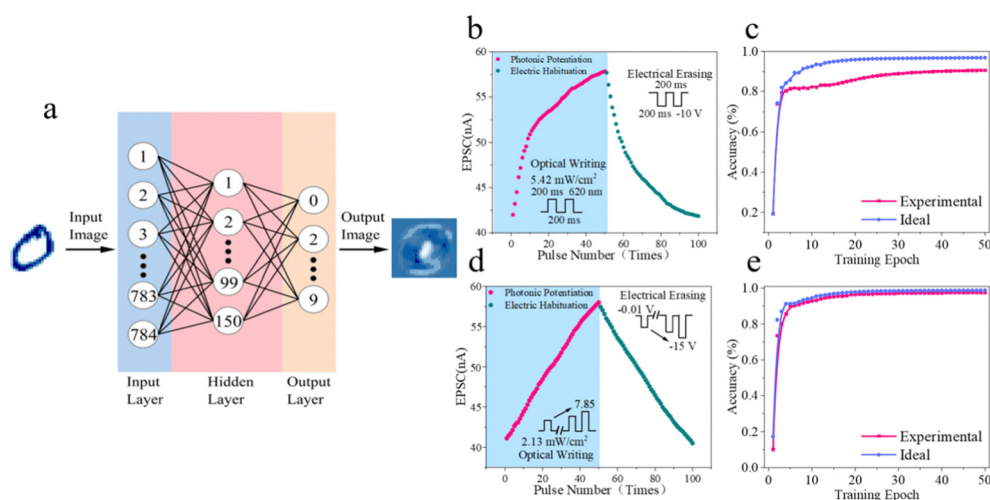 a
Input
Image
1
2
3
783
784
1
2
99
150
0
2
9
Output
Image
Input
Layer
Hidden
Layer
Output
Layer
b
60
55
50
45
40
EPSC(nA)
Photonic Potentiation
Electric Habituation
Electrical Erasing
200 ms
200 ms -10 V
Optical Writing
5.42 mW/cm²
200 ms 620 nm
200 ms
0 20 40 60 80 100
Pulse Number（Times）
c
1.0
0.8
0.6
0.4
0.2
0.0
Accuracy (%)
Experimental
Ideal
0 10 20 30 40 50
Training Epoch
d
60
55
50
45
40
EPSC(nA)
Photonic Potentiation
Electric Habituation
Electrical Erasing
-0.01 V
-15 V
7.85
2.13 mW/cm²
Optical Writing
0 20 40 60 80 100
Pulse Number（Times）
e
1.0
0.8
0.6
0.4
0.2
0.0
Accuracy (%)
Experimental
Ideal
0 10 20 30 40 50
Training Epoch